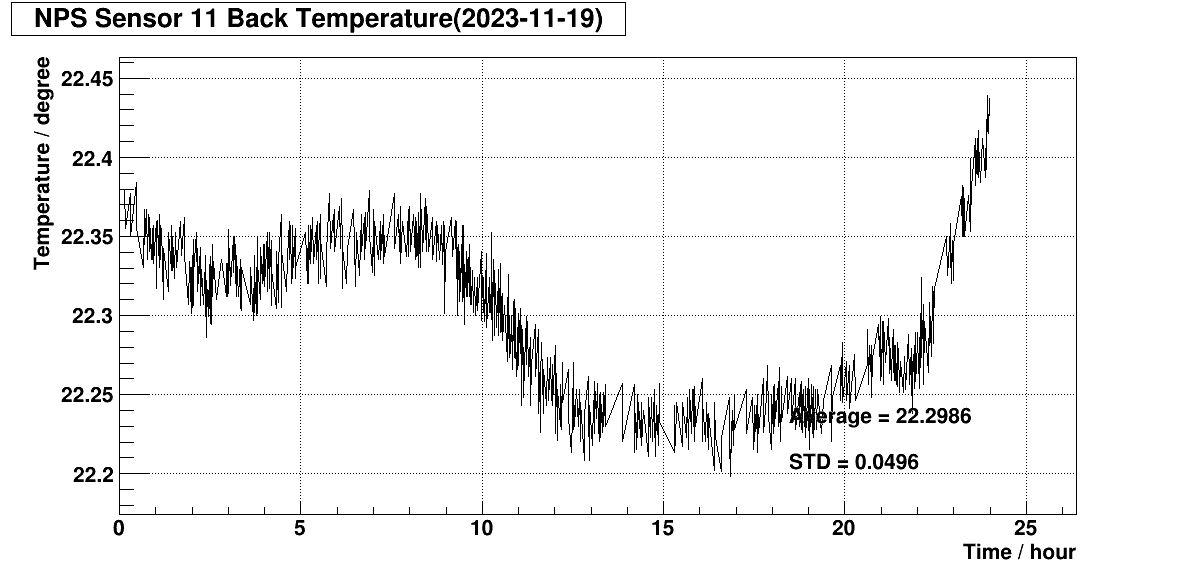 NPS Sensor 11 Back Temperature(2023-11-19)
Temperature / degree
22.45
22.4
22.35
22.3
22.25
22.2
Average = 22.2986
STD = 0.0496
0 5 10 15 20 25
Time / hour